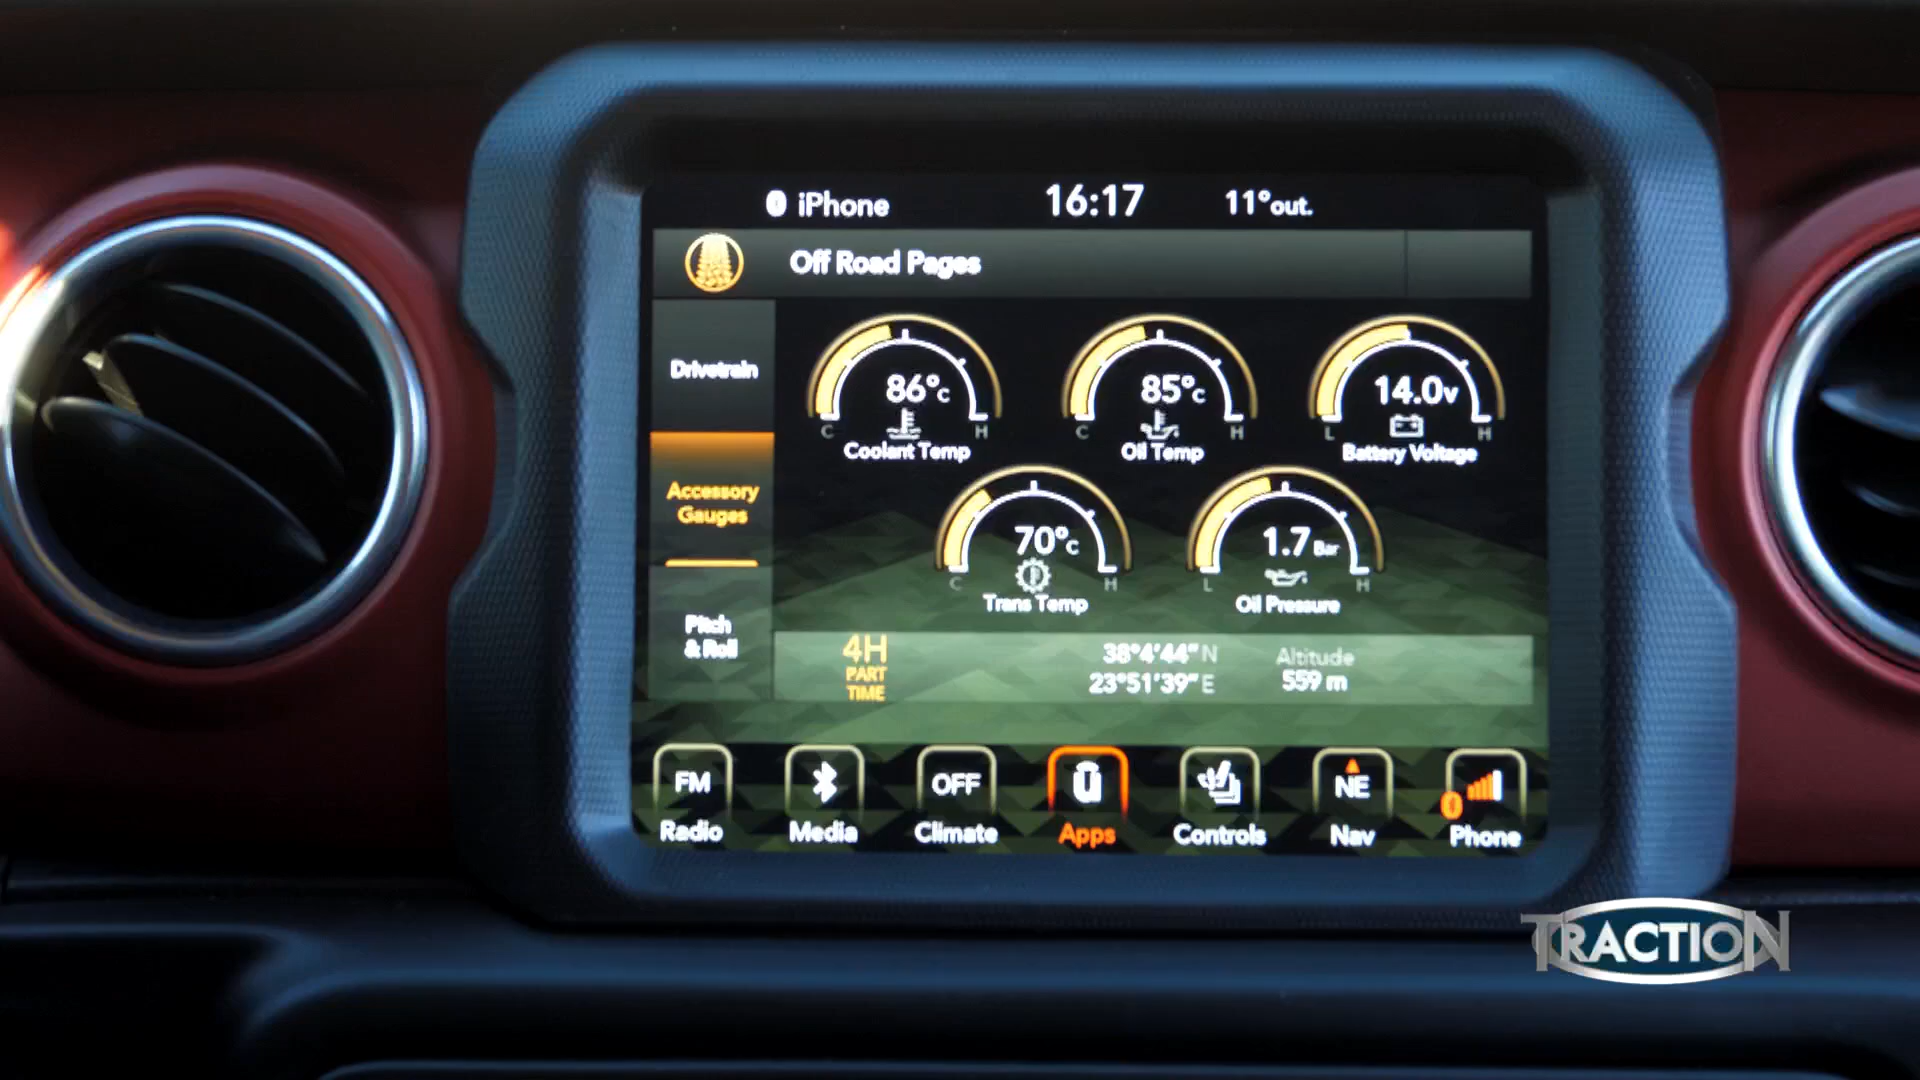 iPhone 16:17 11°out.
Off Road Pages
Drivetrain
Accessory
Gauges
Pitch
& Roll
86°C
C H
Coolant Temp
85°C
C H
Oil Temp
14.0v
L H
Battery Voltage
70°C
C H
Trans Temp
1.7 Bar
L H
Oil Pressure
4H
PART
TIME
38°4'44" N
23°51'39" E
Altitude
559 m
FM
Radio
Media
OFF
Climate
Apps
Controls
NE
Nav
Phone
TRACTION